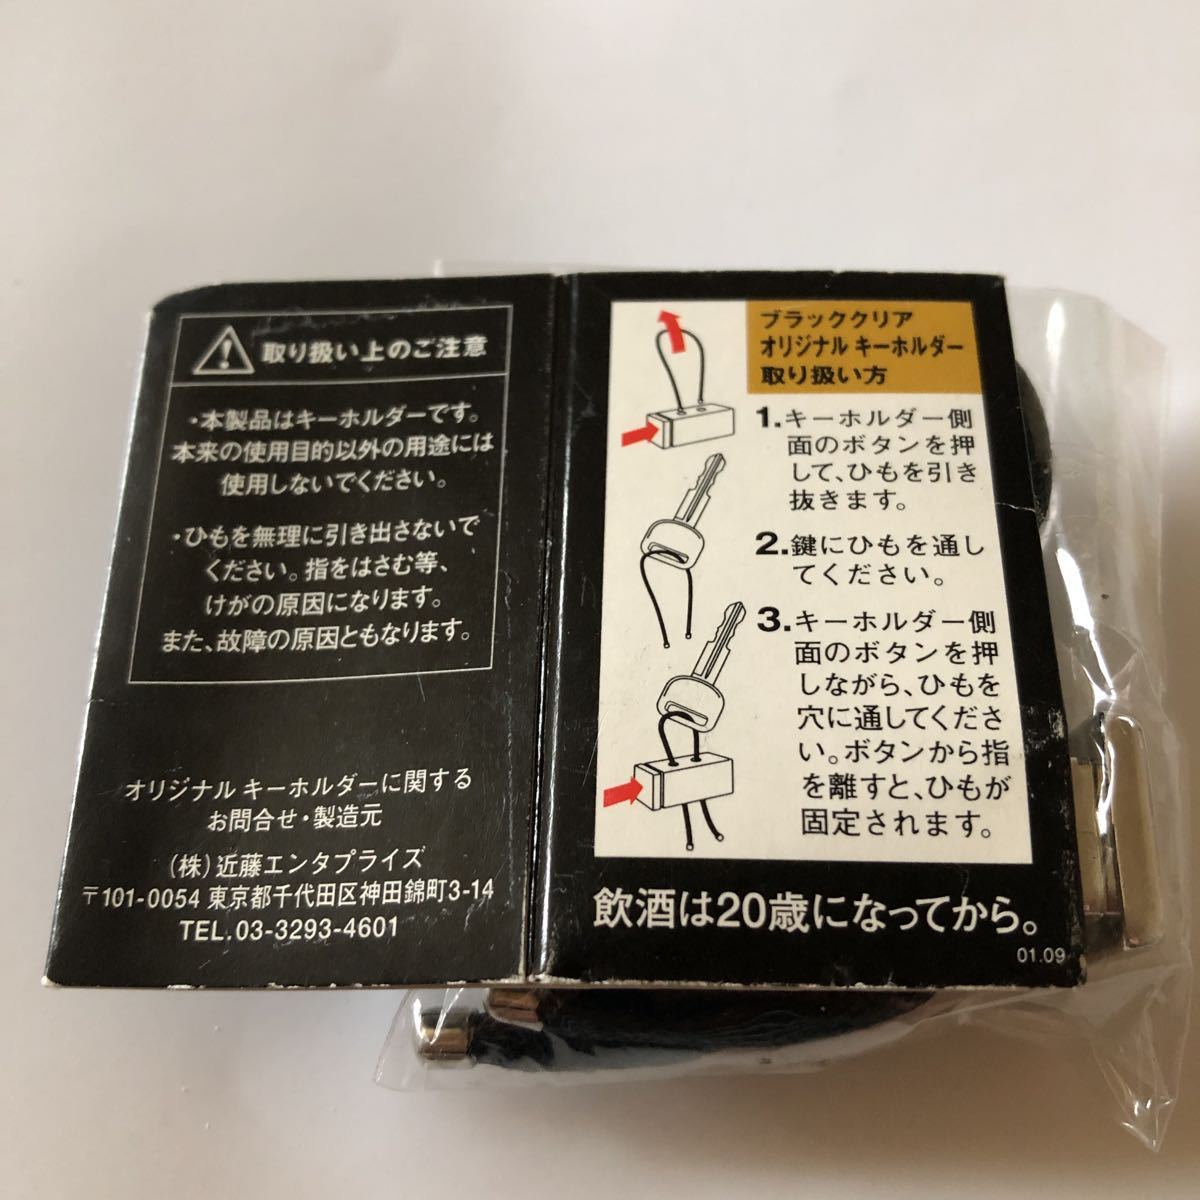 取り扱い上のご注意
・本製品はキーホルダーです。
本来の使用目的以外の用途には
使用しないでください。
・ひもを無理に引き出さないで
ください。指をはさむ等、
けがの原因になります。
また、故障の原因ともなります。
オリジナル キーホルダーに関する
お問合せ・製造元
(株)近藤エンタプライズ
〒101-0054 東京都千代田区神田錦町3-14
TEL.03-3293-4601
ブラッククリア
オリジナル キーホルダー
取り扱い方
1.キーホルダー側
面のボタンを押
して、ひもを引き
抜きます。
2.鍵にひもを通し
てください。
3.キーホルダー側
面のボタンを押
しながら、ひもを
穴に通してくださ
い。ボタンから指
を離すと、ひもが
固定されます。
飲酒は20歳になってから。
01.09